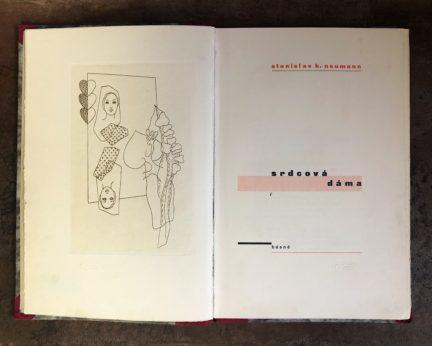 stanislav k. neumann
srdcová
dáma
básně